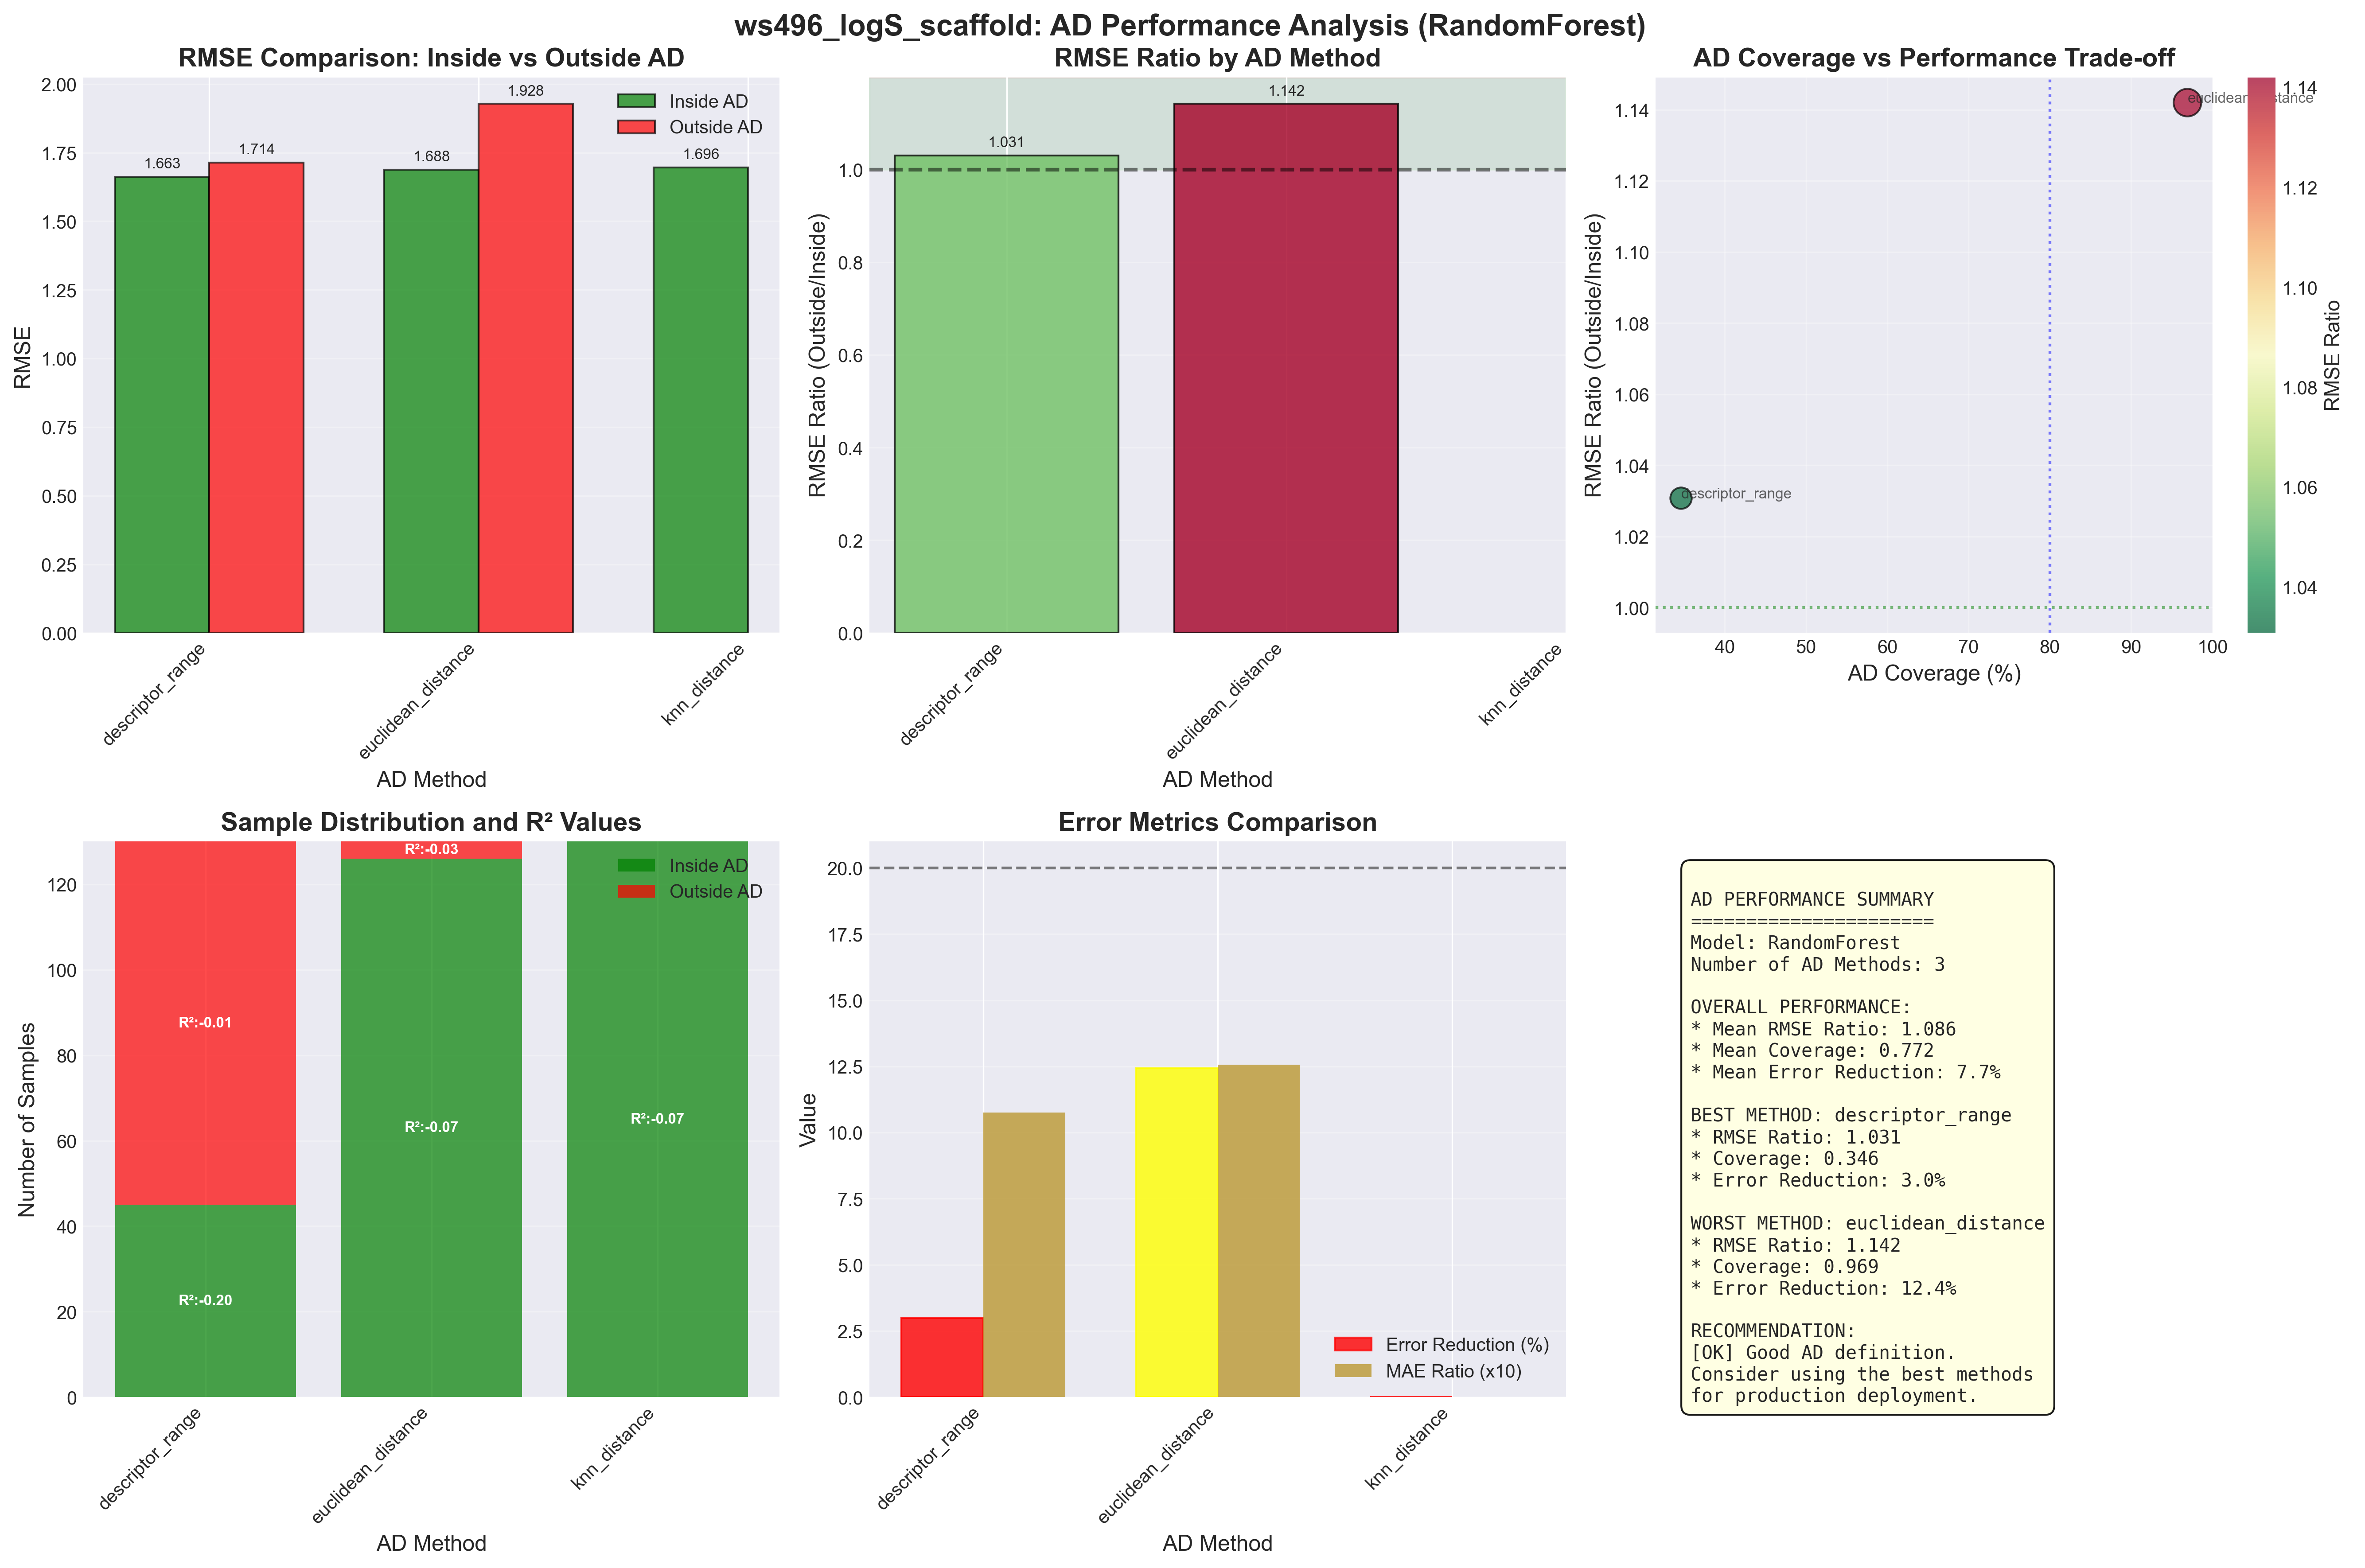 ws496_logS_scaffold: AD Performance Analysis (RandomForest)
RMSE Comparison: Inside vs Outside AD
2.00
1.75
1.50
1.25
1.00
0.75
0.50
0.25
0.00
RMSE
1.663
1.714
1.688
1.928
1.696
Inside AD
Outside AD
descriptor_range
euclidean_distance
knn_distance
AD Method
RMSE Ratio by AD Method
1.0
0.8
0.6
0.4
0.2
0.0
RMSE Ratio (Outside/Inside)
1.031
1.142
descriptor_range
euclidean_distance
knn_distance
AD Method
AD Coverage vs Performance Trade-off
1.14
1.12
1.10
1.08
1.06
1.04
1.02
1.00
RMSE Ratio (Outside/Inside)
euclidean_distance
descriptor_range
40
50
60
70
80
90
100
AD Coverage (%)
1.14
1.12
1.10
1.08
1.06
1.04
RMSE Ratio
Sample Distribution and R² Values
120
100
80
60
40
20
0
Number of Samples
R²:-0.01
R²:-0.20
R²:-0.03
R²:-0.07
R²:-0.07
Inside AD
Outside AD
descriptor_range
euclidean_distance
knn_distance
AD Method
Error Metrics Comparison
20.0
17.5
15.0
12.5
10.0
7.5
5.0
2.5
0.0
Value
Error Reduction (%)
MAE Ratio (x10)
descriptor_range
euclidean_distance
knn_distance
AD Method
AD PERFORMANCE SUMMARY
======================
Model: RandomForest
Number of AD Methods: 3
OVERALL PERFORMANCE:
* Mean RMSE Ratio: 1.086
* Mean Coverage: 0.772
* Mean Error Reduction: 7.7%
BEST METHOD: descriptor_range
* RMSE Ratio: 1.031
* Coverage: 0.346
* Error Reduction: 3.0%
WORST METHOD: euclidean_distance
* RMSE Ratio: 1.142
* Coverage: 0.969
* Error Reduction: 12.4%
RECOMMENDATION:
[OK] Good AD definition.
Consider using the best methods
for production deployment.